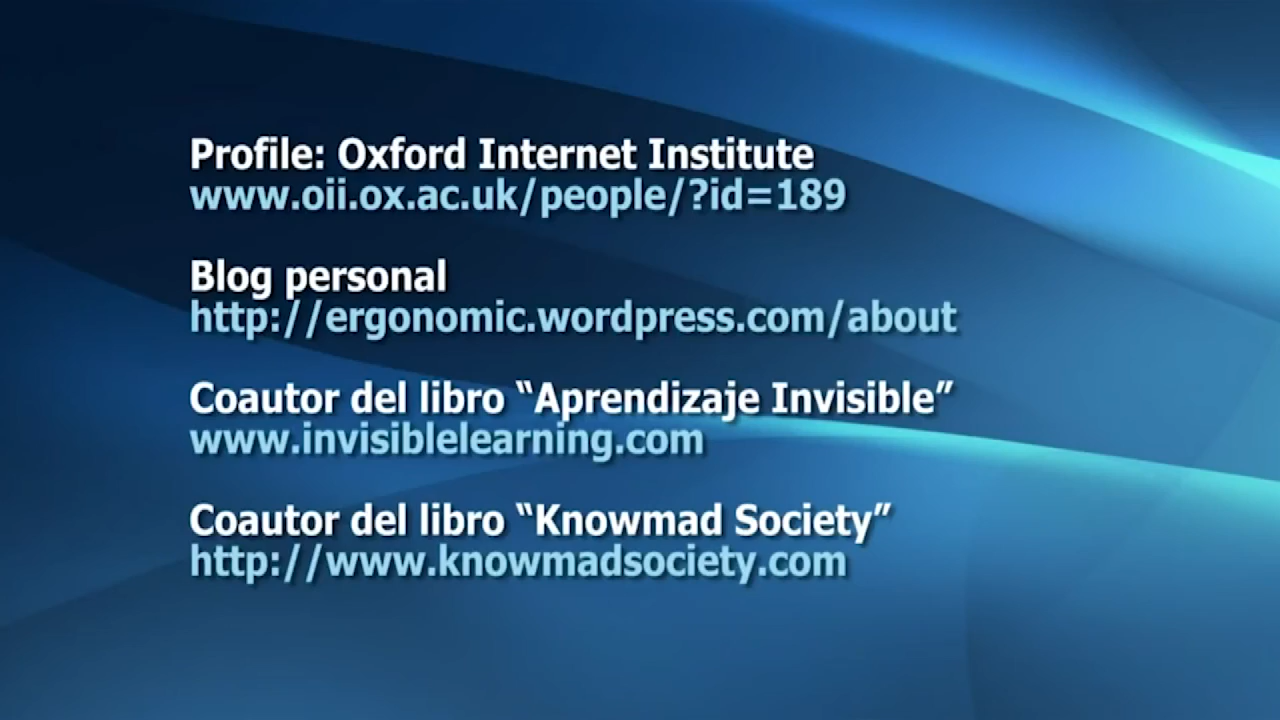 Profile: Oxford Internet Institute
www.oii.ox.ac.uk/people/?id=189
Blog personal
http://ergonomic.wordpress.com/about
Coautor del libro “Aprendizaje Invisible”
www.invisiblelearning.com
Coautor del libro “Knowmad Society”
http://www.knowmadsociety.com